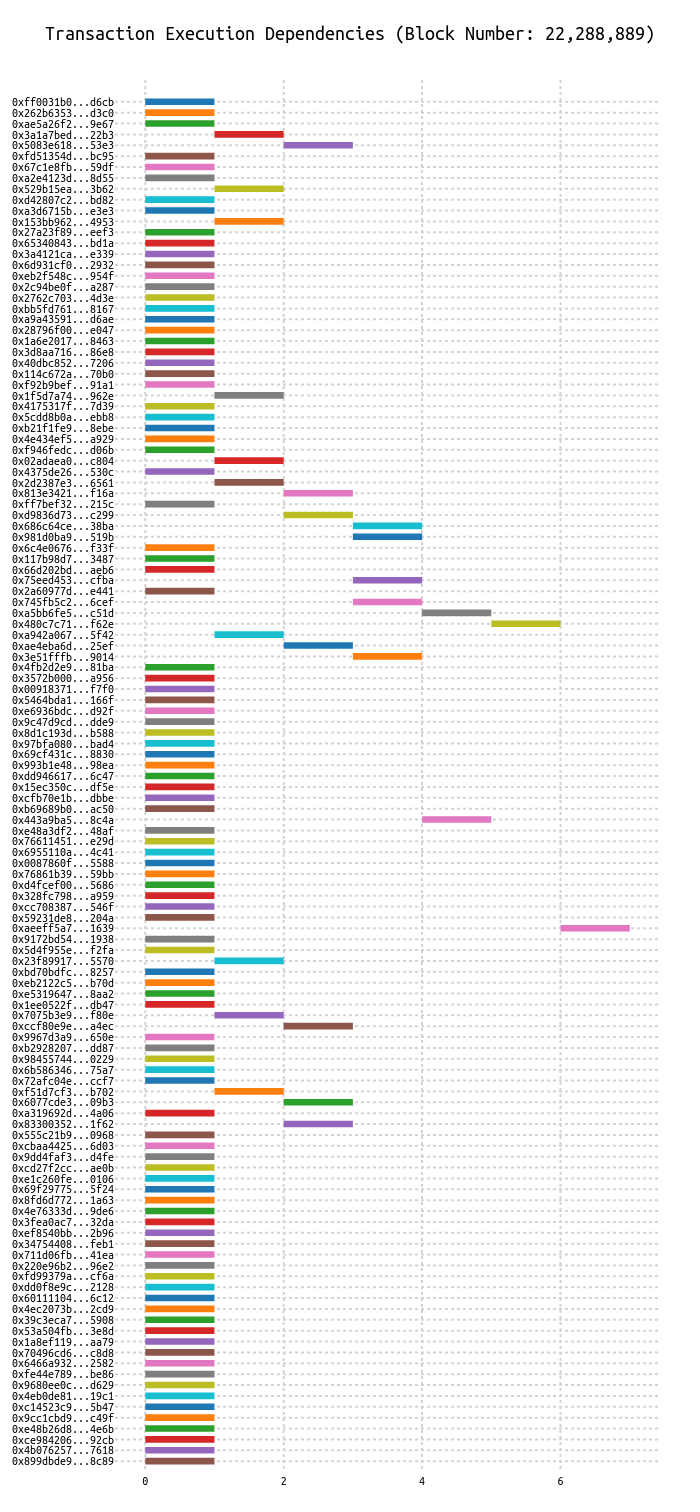 Transaction Execution Dependencies (Block Number: 22,288,889)
0xff0031b0...d6cb
0x262b6353...d3c0
0xae5a26f2...9e67
0x3a1a7bed...22b3
0x5083e618...53e3
0xfd51354d...bc95
0x67c1e8fb...59df
0xa2e4123d...8d55
0x529b15ea...3b62
0xd42807c2...bd82
0xa3d6715b...e3e3
0x153bb962...4953
0x27a23f89...eef3
0x65340843...bd1a
0x3a4121ca...e339
0x6d931cf0...2932
0xeb2f548c...954f
0x2c94be0f...a287
0x2762c703...4d3e
0xbb5fd761...8167
0xa9a43591...d6ae
0x28796f00...e047
0x1a6e2017...8463
0x3d8aa716...86e8
0x40dbc852...7206
0x114c672a...70b0
0xf92b9bef...91a1
0x1f5d7a74...962e
0x4175317f...7d39
0x5cdd8b0a...ebb8
0xb21f1fe9...8ebe
0x4e434ef5...a929
0xf946fedc...d06b
0x02adaea0...c804
0x4375de26...530c
0x2d2387e3...6561
0x813e3421...f16a
0xff7bef32...215c
0xd9836d73...c299
0x686c64ce...38ba
0x981d0ba9...519b
0x6c4e0676...f33f
0x117b98d7...3487
0x66d202bd...aeb6
0x75eed453...cfba
0x2a60977d...e441
0x745fb5c2...6cef
0xa5bb6fe5...c51d
0x480c7c71...f62e
0xa942a067...5f42
0xae4eba6d...25ef
0x3e51fffb...9014
0x4fb2d2e9...81ba
0x3572b000...a956
0x00918371...f7f0
0x5464bda1...166f
0xe6936bdc...d92f
0x9c47d9cd...dde9
0x8d1c193d...b588
0x97bfa080...bad4
0x69cf431c...8830
0x993b1e48...98ea
0xdd946617...6c47
0x15ec350c...df5e
0xcfb70e1b...dbbe
0xb69689b0...ac50
0x443a9ba5...8c4a
0xe48a3df2...48af
0x76611451...e29d
0x6955110a...4c41
0x0087860f...5588
0x76861b39...59bb
0xd4fcef00...5686
0x328fc798...a959
0xcc708387...546f
0x59231de8...204a
0xaeeff5a7...1639
0x9172bd54...1938
0x5d4f955e...f2fa
0x23f89917...5570
0xbd70bdfc...8257
0xeb2122c5...b70d
0xe5319647...8aa2
0x1ee0522f...db47
0x7075b3e9...f80e
0xccf80e9e...a4ec
0x9967d3a9...650e
0xb2928207...dd87
0x98455744...0229
0x6b586346...75a7
0x72afc04e...ccf7
0xf51d7cf3...b702
0x6077cde3...09b3
0xa319692d...4a06
0x83300352...1f62
0x555c21b9...0968
0xcbaa4425...6d03
0x9dd4faf3...d4fe
0xcd27f2cc...ae0b
0xe1c260fe...0106
0x69f29775...5f24
0x8fd6d772...1a63
0x4e76333d...9de6
0x3fea0ac7...32da
0xef8540bb...2b96
0x34754408...feb1
0x711d06fb...41ea
0x220e96b2...96e2
0xfd99379a...cf6a
0xdd0f8e9c...2128
0x60111104...6c12
0x4ec2073b...2cd9
0x39c3eca7...5908
0x53a504fb...3e8d
0x1a8ef119...aa79
0x70496cd6...c8d8
0x6466a932...2582
0xfe44e789...be86
0x9680ee0c...d629
0x4eb0de81...19c1
0xc14523c9...5b47
0x9cc1cbd9...c49f
0xe48b26d8...4e6b
0xce984206...92cb
0x4b076257...7618
0x899dbde9...8c89
0 2 4 6